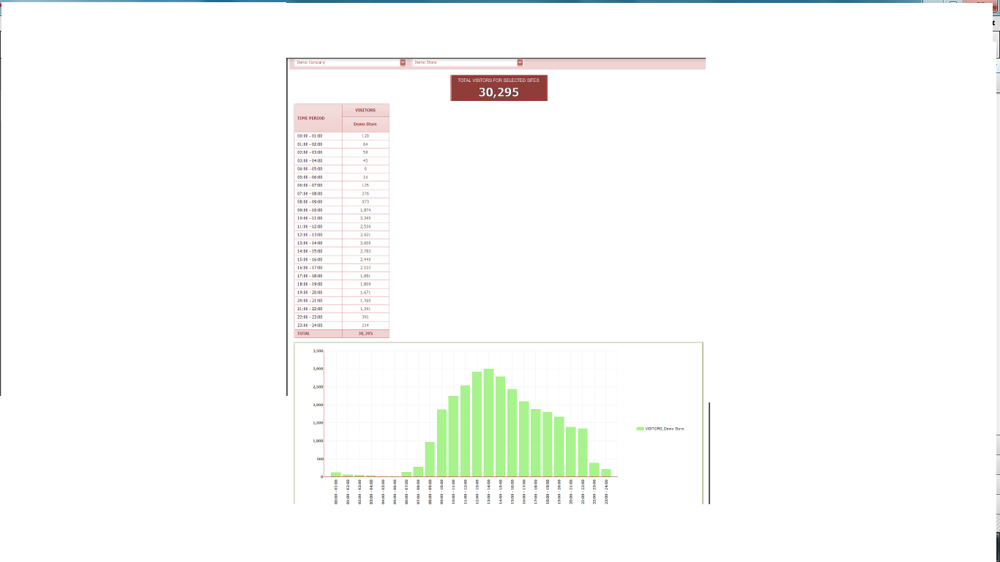 Demo Company Demo Store
TOTAL VISITORS FOR SELECTED SITES
30,295
TIME PERIOD VISITORS
Demo Store
00:00 - 01:00 120
01:00 - 02:00 64
02:00 - 03:00 58
03:00 - 04:00 45
04:00 - 05:00 9
05:00 - 06:00
06:00 - 07:00 135
07:00 - 08:00 276
08:00 - 09:00 973
09:00 - 10:00 1,874
10:00 - 11:00 2,245
11:00 - 12:00
12:00 - 13:00 2,921
13:00 - 14:00
14:00 - 15:00 2,783
15:00 - 16:00
16:00 - 17:00 2,103
17:00 - 18:00 1,881
18:00 - 19:00 1,809
19:00 - 20:00 1,671
20:00 - 21:00
21:00 - 22:00 1,341
22:00 - 23:00 391
23:00 - 24:00 214
TOTAL 30,295
3,500
3,000
2,500
2,000
1,500
1,000
500
0
VISITORS, Demo Store
00:00 - 01:00
01:00 - 02:00
02:00 - 03:00
03:00 - 04:00
04:00 - 05:00
05:00 - 06:00
06:00 - 07:00
07:00 - 08:00
08:00 - 09:00
09:00 - 10:00
10:00 - 11:00
11:00 - 12:00
12:00 - 13:00
13:00 - 14:00
14:00 - 15:00
15:00 - 16:00
16:00 - 17:00
17:00 - 18:00
18:00 - 19:00
19:00 - 20:00
20:00 - 21:00
21:00 - 22:00
22:00 - 23:00
23:00 - 24:00